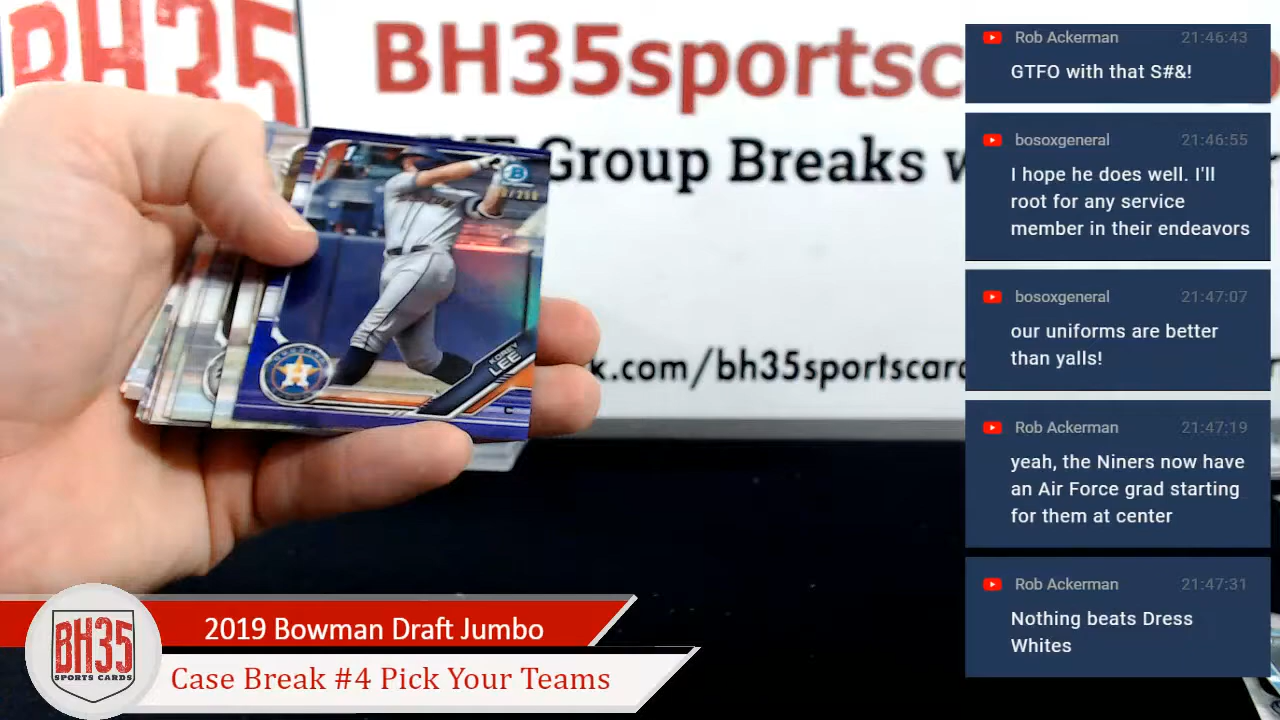 BH35
BH35sportsc
Group Breaks w
k.com/bh35sportscard
B
KOREY
LEE
C
Rob Ackerman 21:46:43
GTFO with that S#&!
bosoxgeneral 21:46:55
I hope he does well. I'll
root for any service
member in their endeavors
bosoxgeneral 21:47:07
our uniforms are better
than yalls!
Rob Ackerman 21:47:19
yeah, the Niners now have
an Air Force grad starting
for them at center
Rob Ackerman 21:47:31
Nothing beats Dress
Whites
BH35
SPORTS CARDS
2019 Bowman Draft Jumbo
Case Break #4 Pick Your Teams